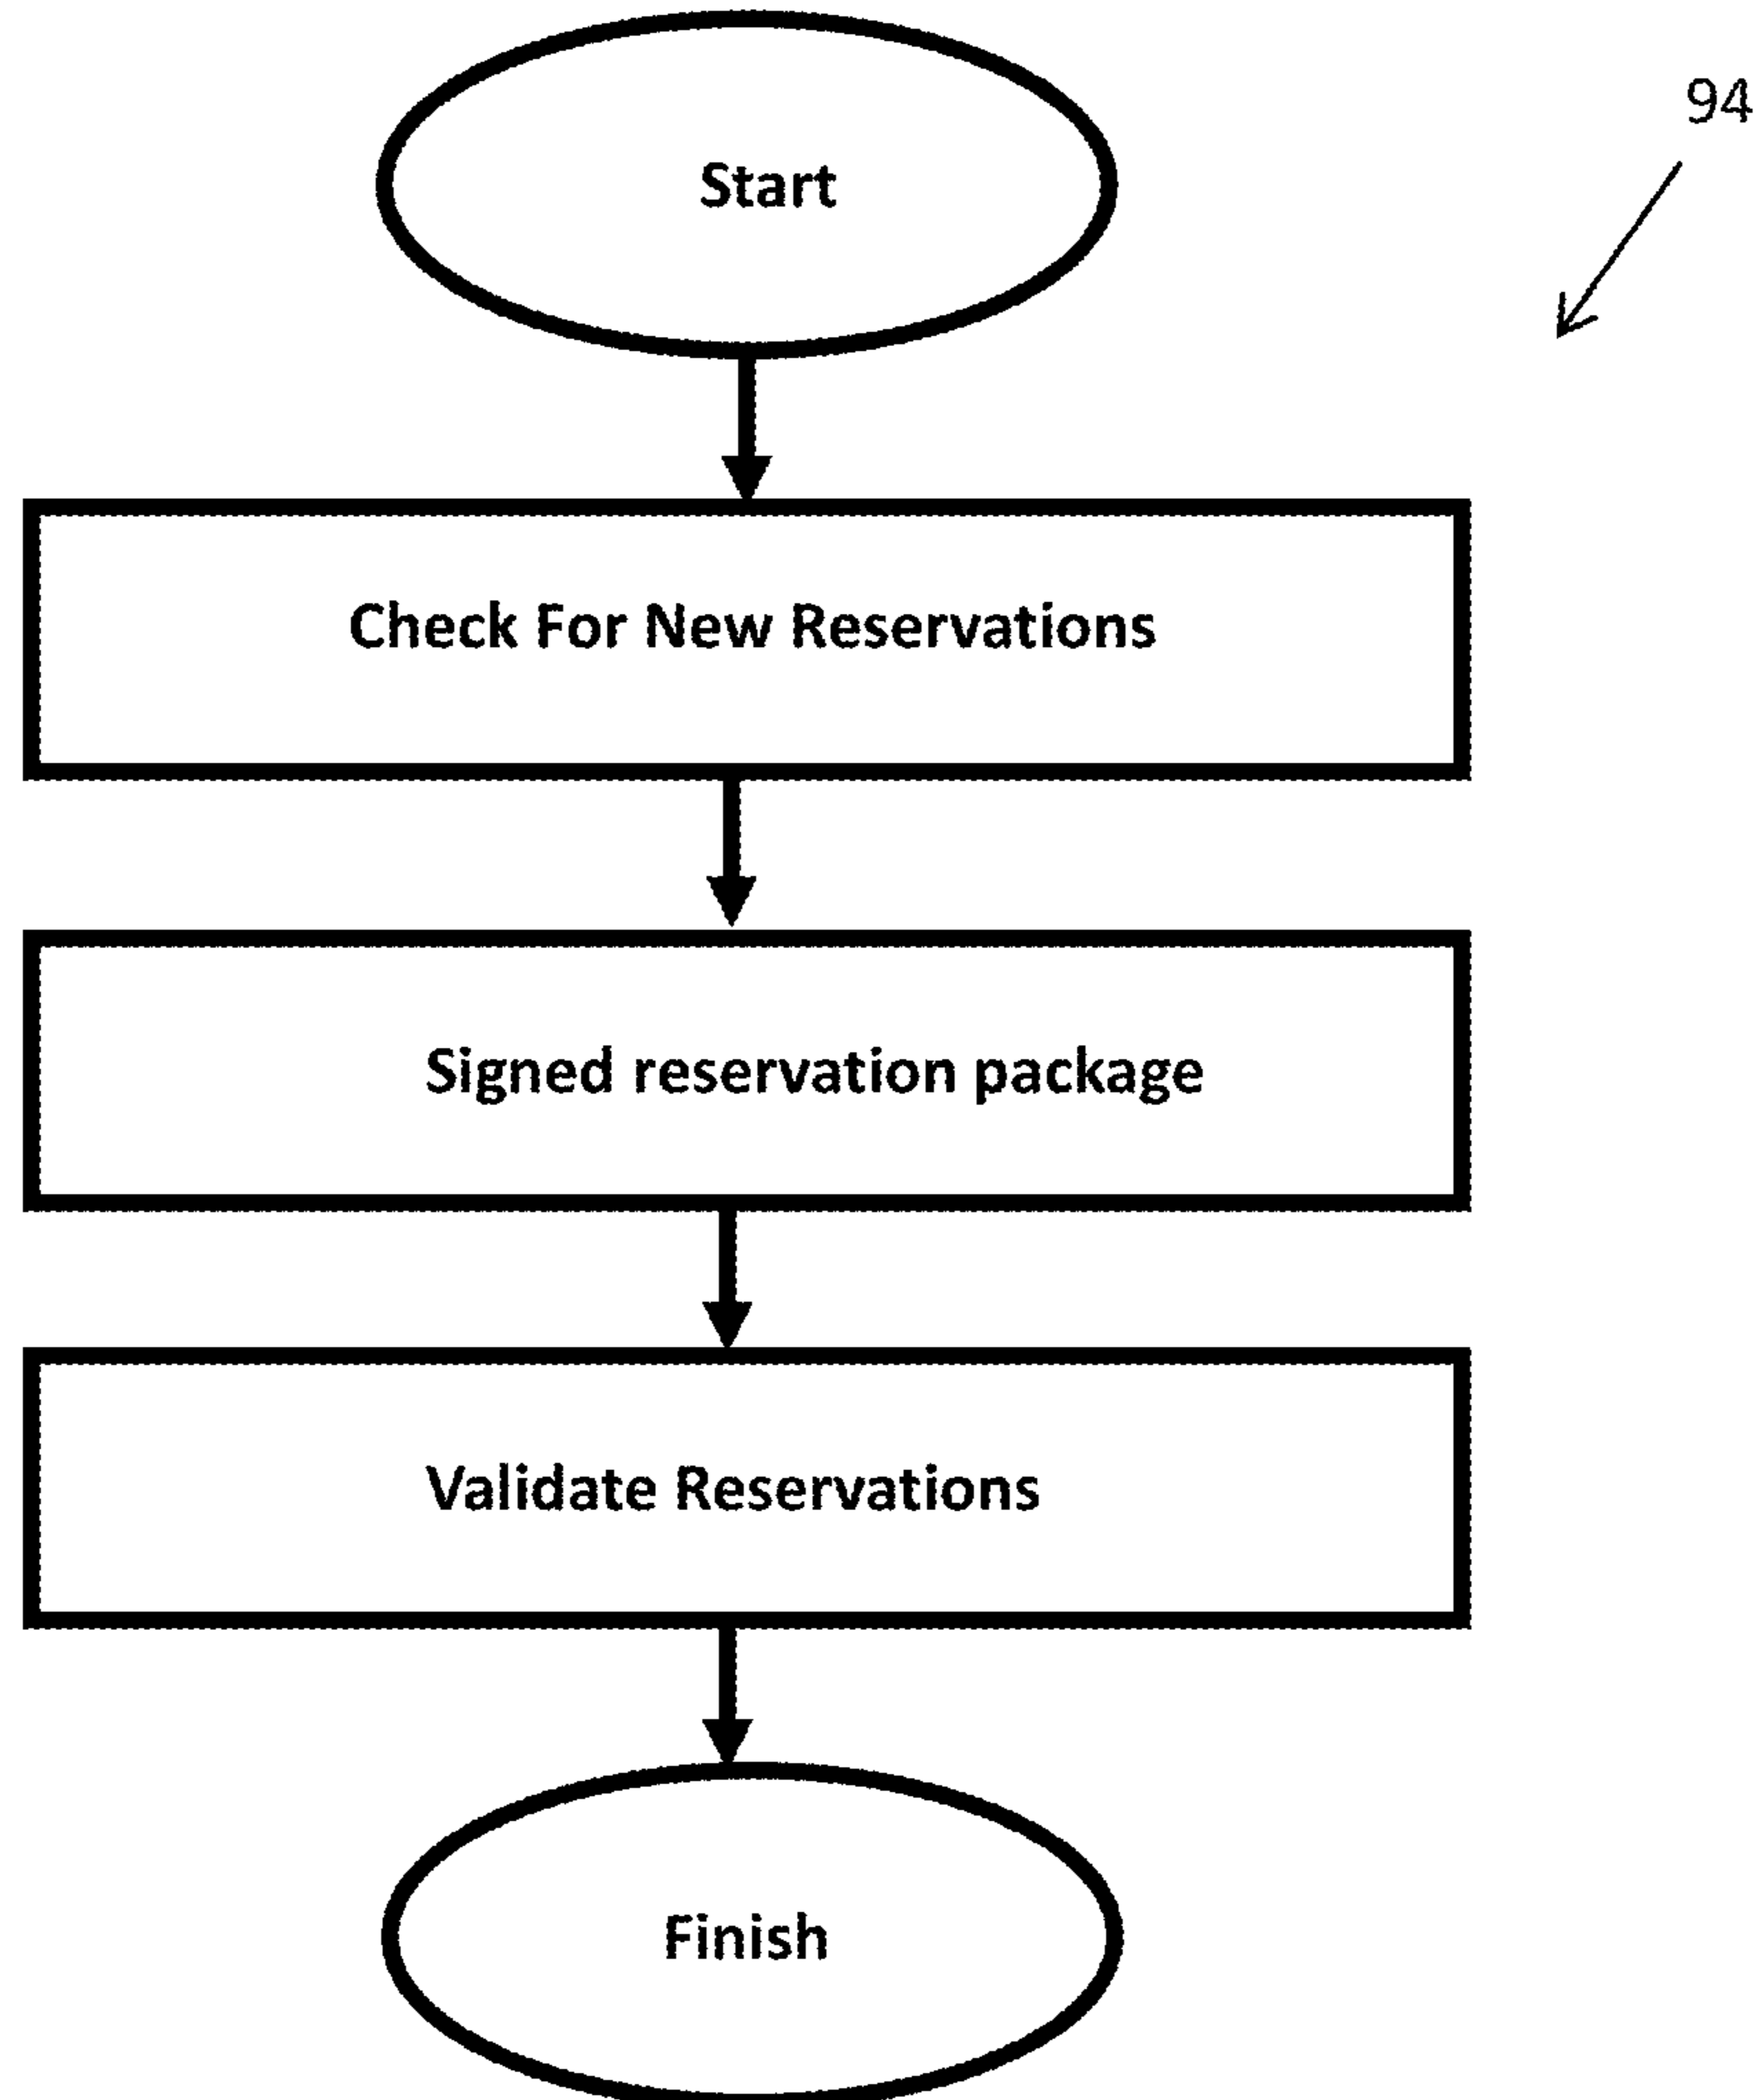 94
Start
Check For New Reservations
Signed reservation package
Validate Reservations
Finish